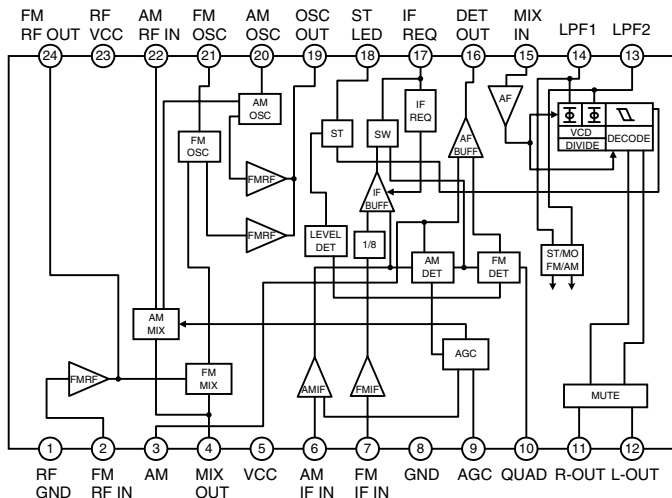 FM RF OUT
RF VCC
AM RF IN
FM OSC
AM OSC
OSC OUT
ST LED
IF REQ
DET OUT
MIX IN
LPF1
LPF2
24
23
22
21
20
19
18
17
16
15
14
13
AM OSC
FM OSC
FMRF
FMRF
ST
SW
IF REQ
AF BUFF
AF
VCD
DIVIDE
DECODE
IF BUFF
LEVEL DET
1/8
AM DET
FM DET
ST/MO FM/AM
AM MIX
FMRF
FM MIX
AMIF
FMIF
AGC
MUTE
1
2
3
4
5
6
7
8
9
10
11
12
RF GND
FM RF IN
AM
MIX OUT
VCC
AM IF IN
FM IF IN
GND
AGC
QUAD
R-OUT
L-OUT